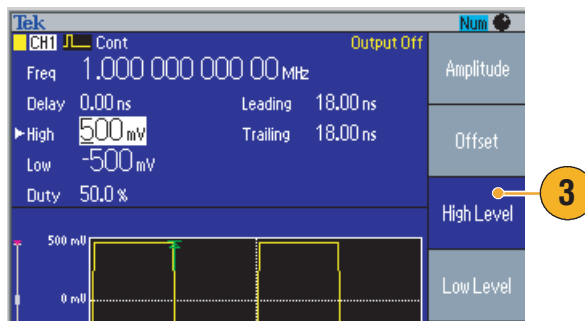 Tek
Num
CH1 Cont
Output Off
Freq 1.000 000 000 00 MHz
Delay 0.00 ns
Leading 18.00 ns
High 500 mV
Trailing 18.00 ns
Low -500 mV
Duty 50.0 %
500 mV
0 mV
Amplitude
Offset
High Level
Low Level
3